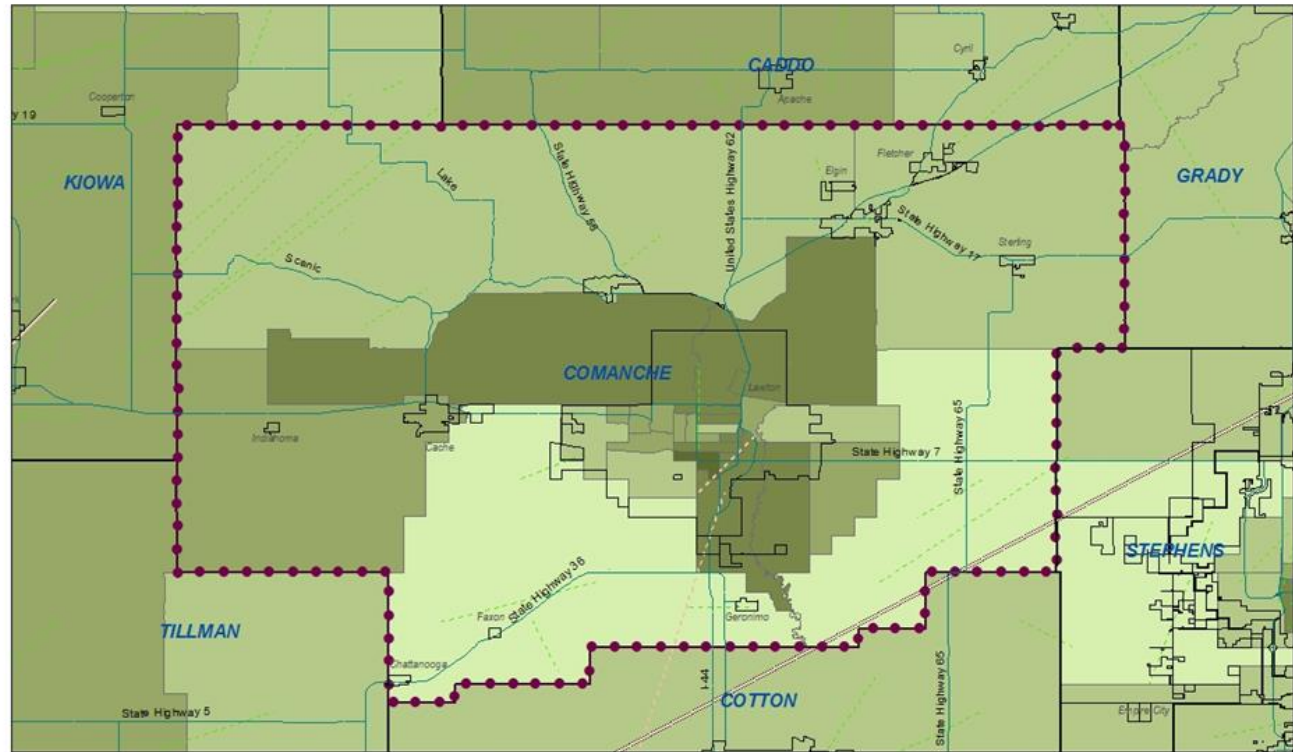 Cyril
CADDO
Apache
Cooperton
y 19
KIOWA
Lake
State Highway 58
United States Highway 62
Elgin
Fletcher
GRADY
State Highway 17
Sterling
Scenic
COMANCHE
Lawton
Indiahoma
Cache
State Highway 7
State Highway 65
STEPHENS
State Highway 36
TILLMAN
Faxon
Geronimo
Chattanooga
I-44
State Highway 65
COTTON
State Highway 5
Empire City